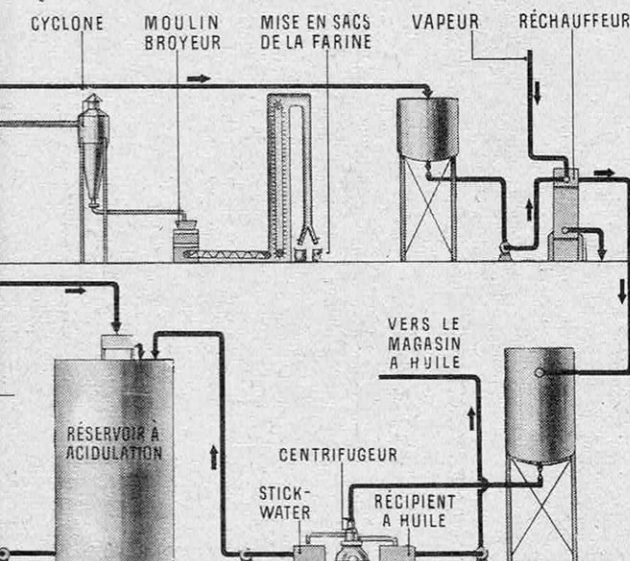 CYCLONE
MOULIN
BROYEUR
MISE EN SACS
DE LA FARINE
VAPEUR
RÉCHAUFFEUR
VERS LE
MAGASIN
A HUILE
RÉSERVOIR À
ACIDULATION
CENTRIFUGEUR
STICK-
WATER
RÉCIPIENT
A HUILE